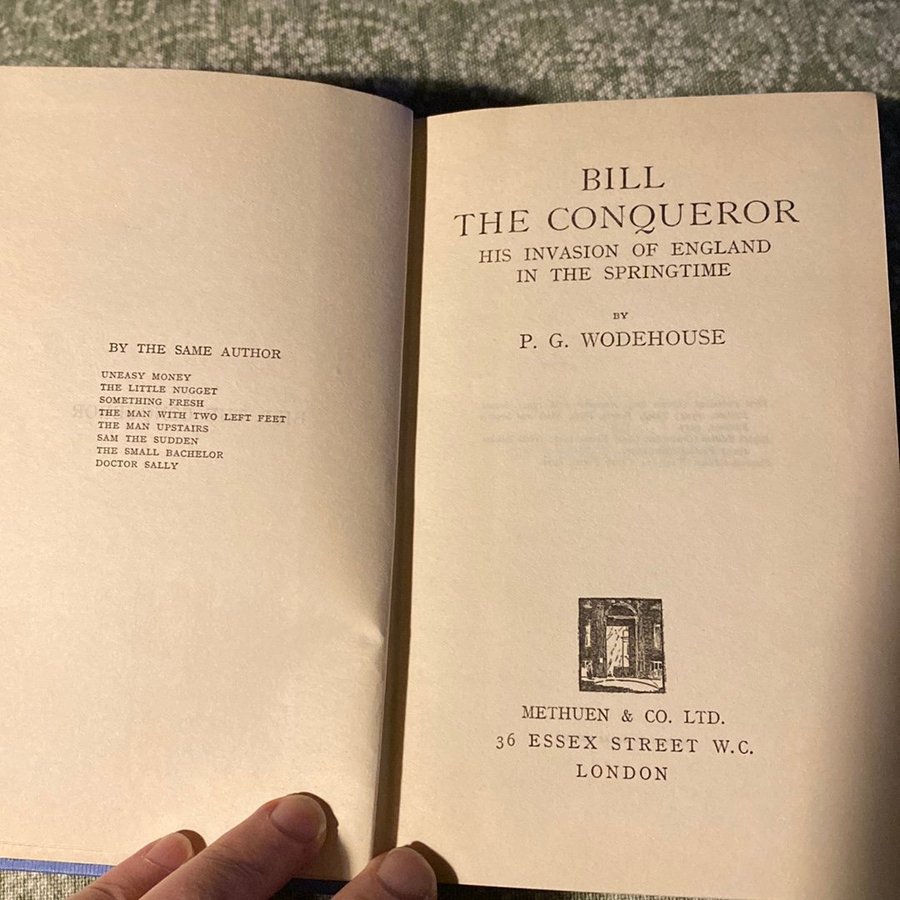 BY THE SAME AUTHOR
UNEASY MONEY
THE LITTLE NUGGET
SOMETHING FRESH
THE MAN WITH TWO LEFT FEET
THE MAN UPSTAIRS
SAM THE SUDDEN
THE SMALL BACHELOR
DOCTOR SALLY
BILL
THE CONQUEROR
HIS INVASION OF ENGLAND
IN THE SPRINGTIME
BY
P. G. WODEHOUSE
METHUEN & CO. LTD.
36 ESSEX STREET W.C.
LONDON